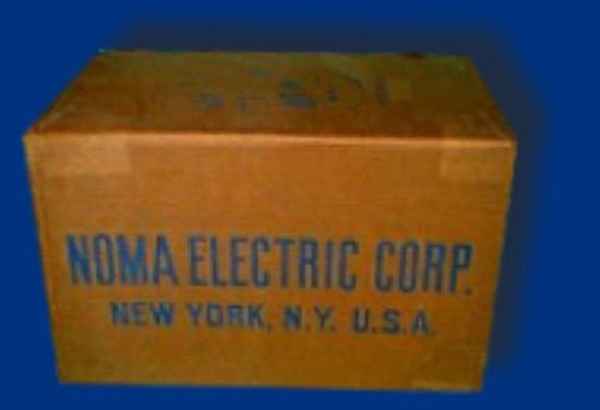 NOMA ELECTRIC CORP.
NEW YORK, N.Y. U.S.A.